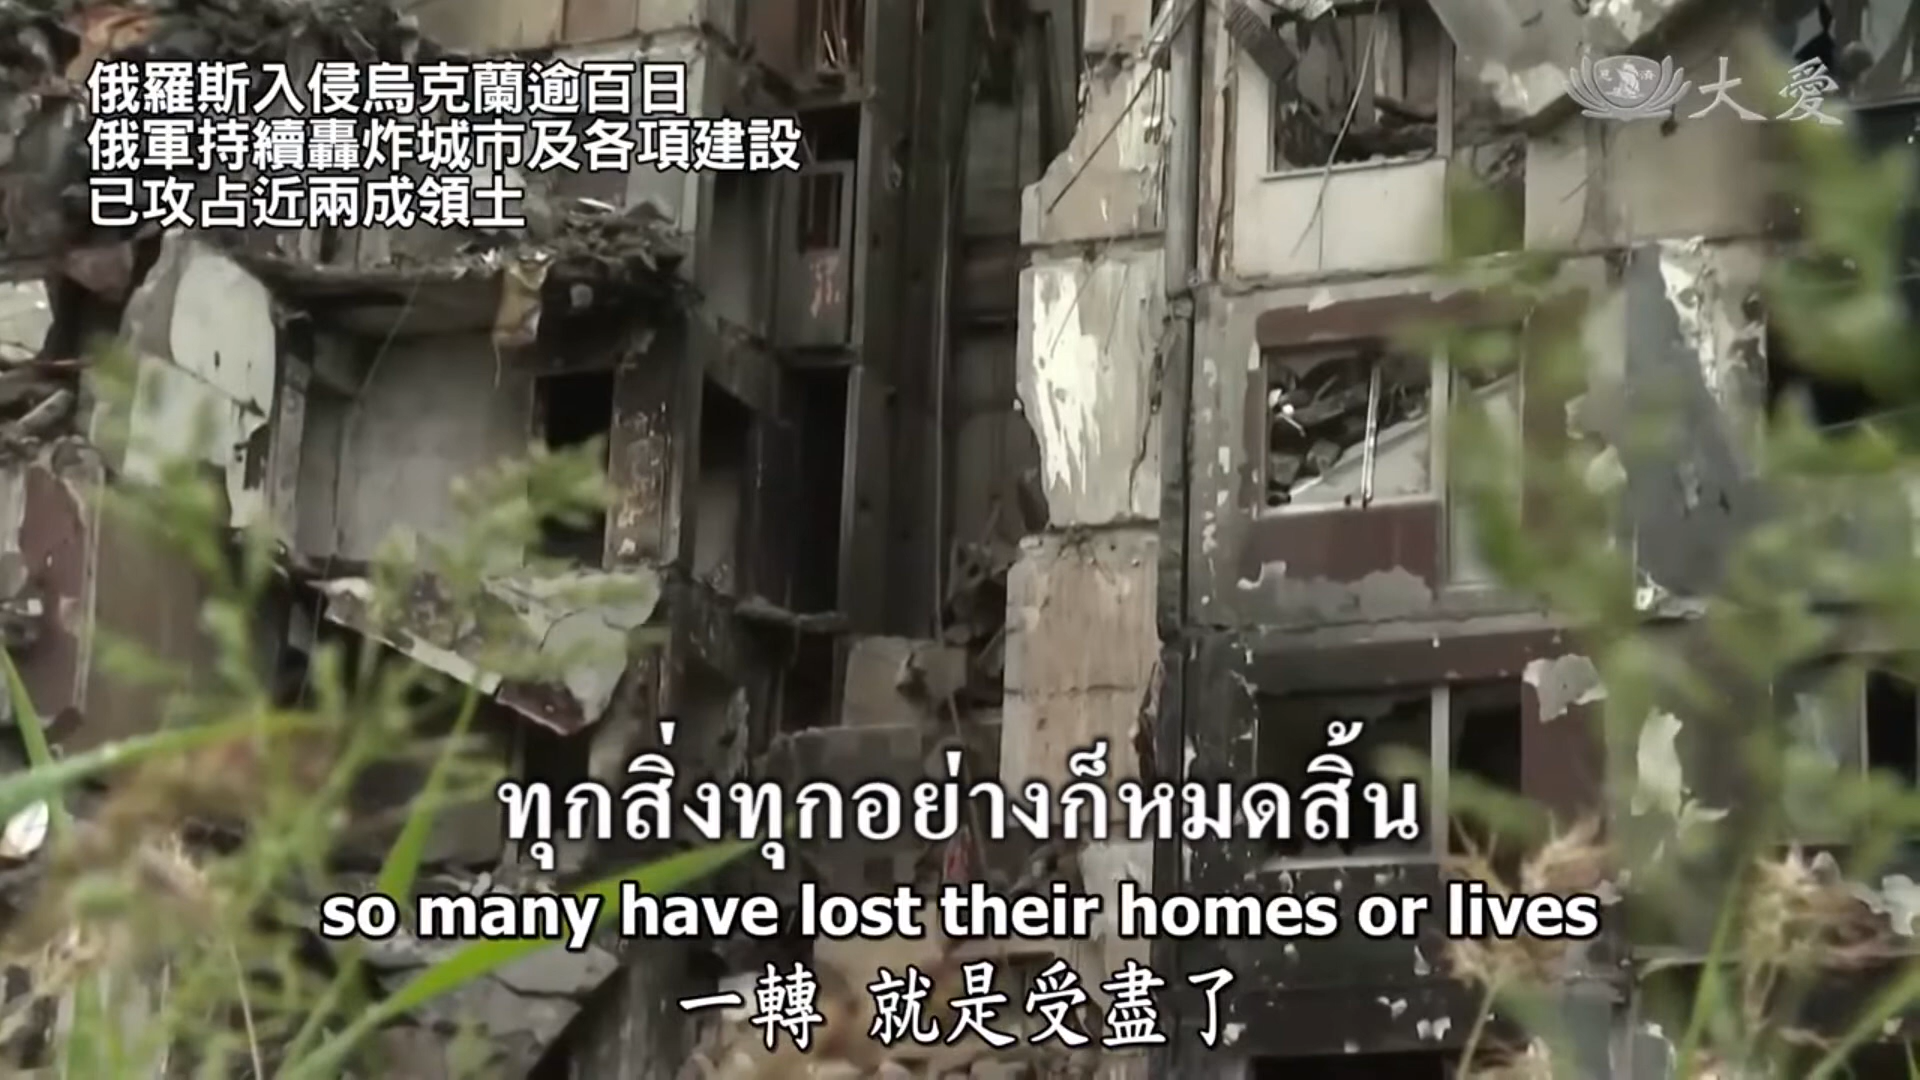 俄羅斯入侵烏克蘭逾百日
俄軍持續轟炸城市及各項建設
已攻占近兩成領土
大愛
ทุกสิ่งทุกอย่างก็หมดสิ้น
so many have lost their homes or lives
一轉 就是受盡了